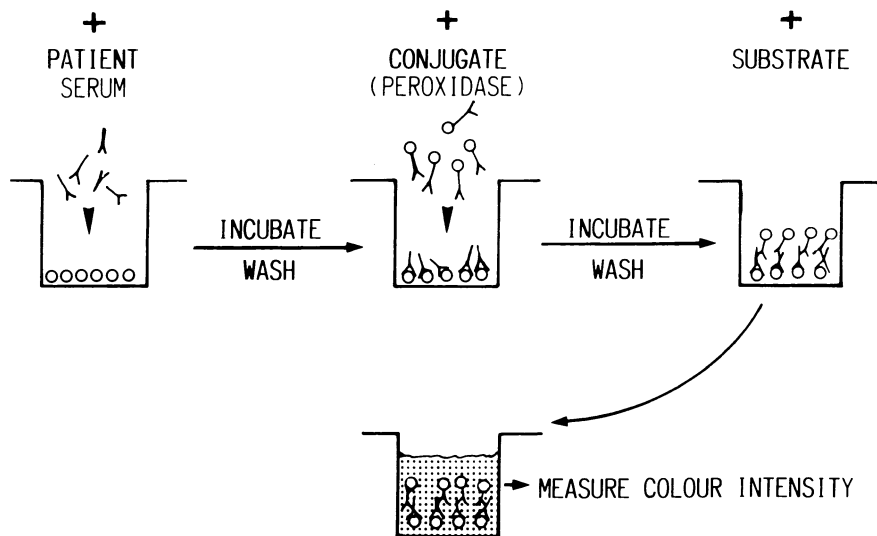 +
PATIENT
SERUM
+
CONJUGATE
(PEROXIDASE)
+
SUBSTRATE
INCUBATE
WASH
INCUBATE
WASH
MEASURE COLOUR INTENSITY